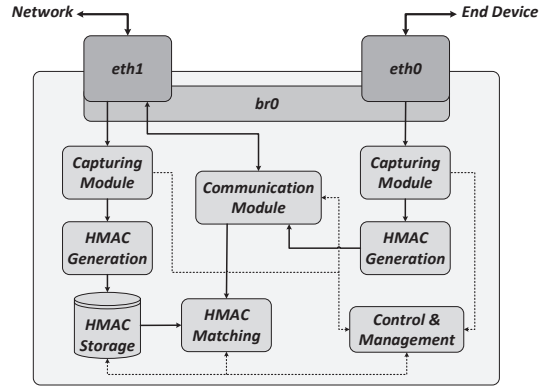 Network
End Device
eth1
eth0
br0
Capturing
Module
Communication
Module
Capturing
Module
HMAC
Generation
HMAC
Generation
HMAC
Storage
HMAC
Matching
Control &
Management